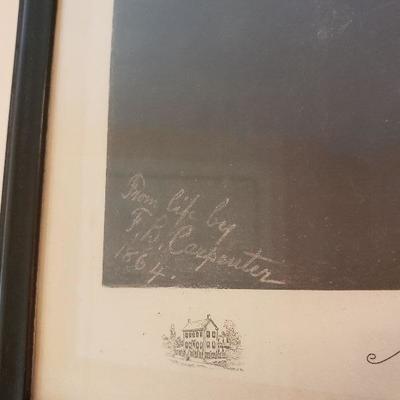 From life by
F. B. Carpenter
1864.